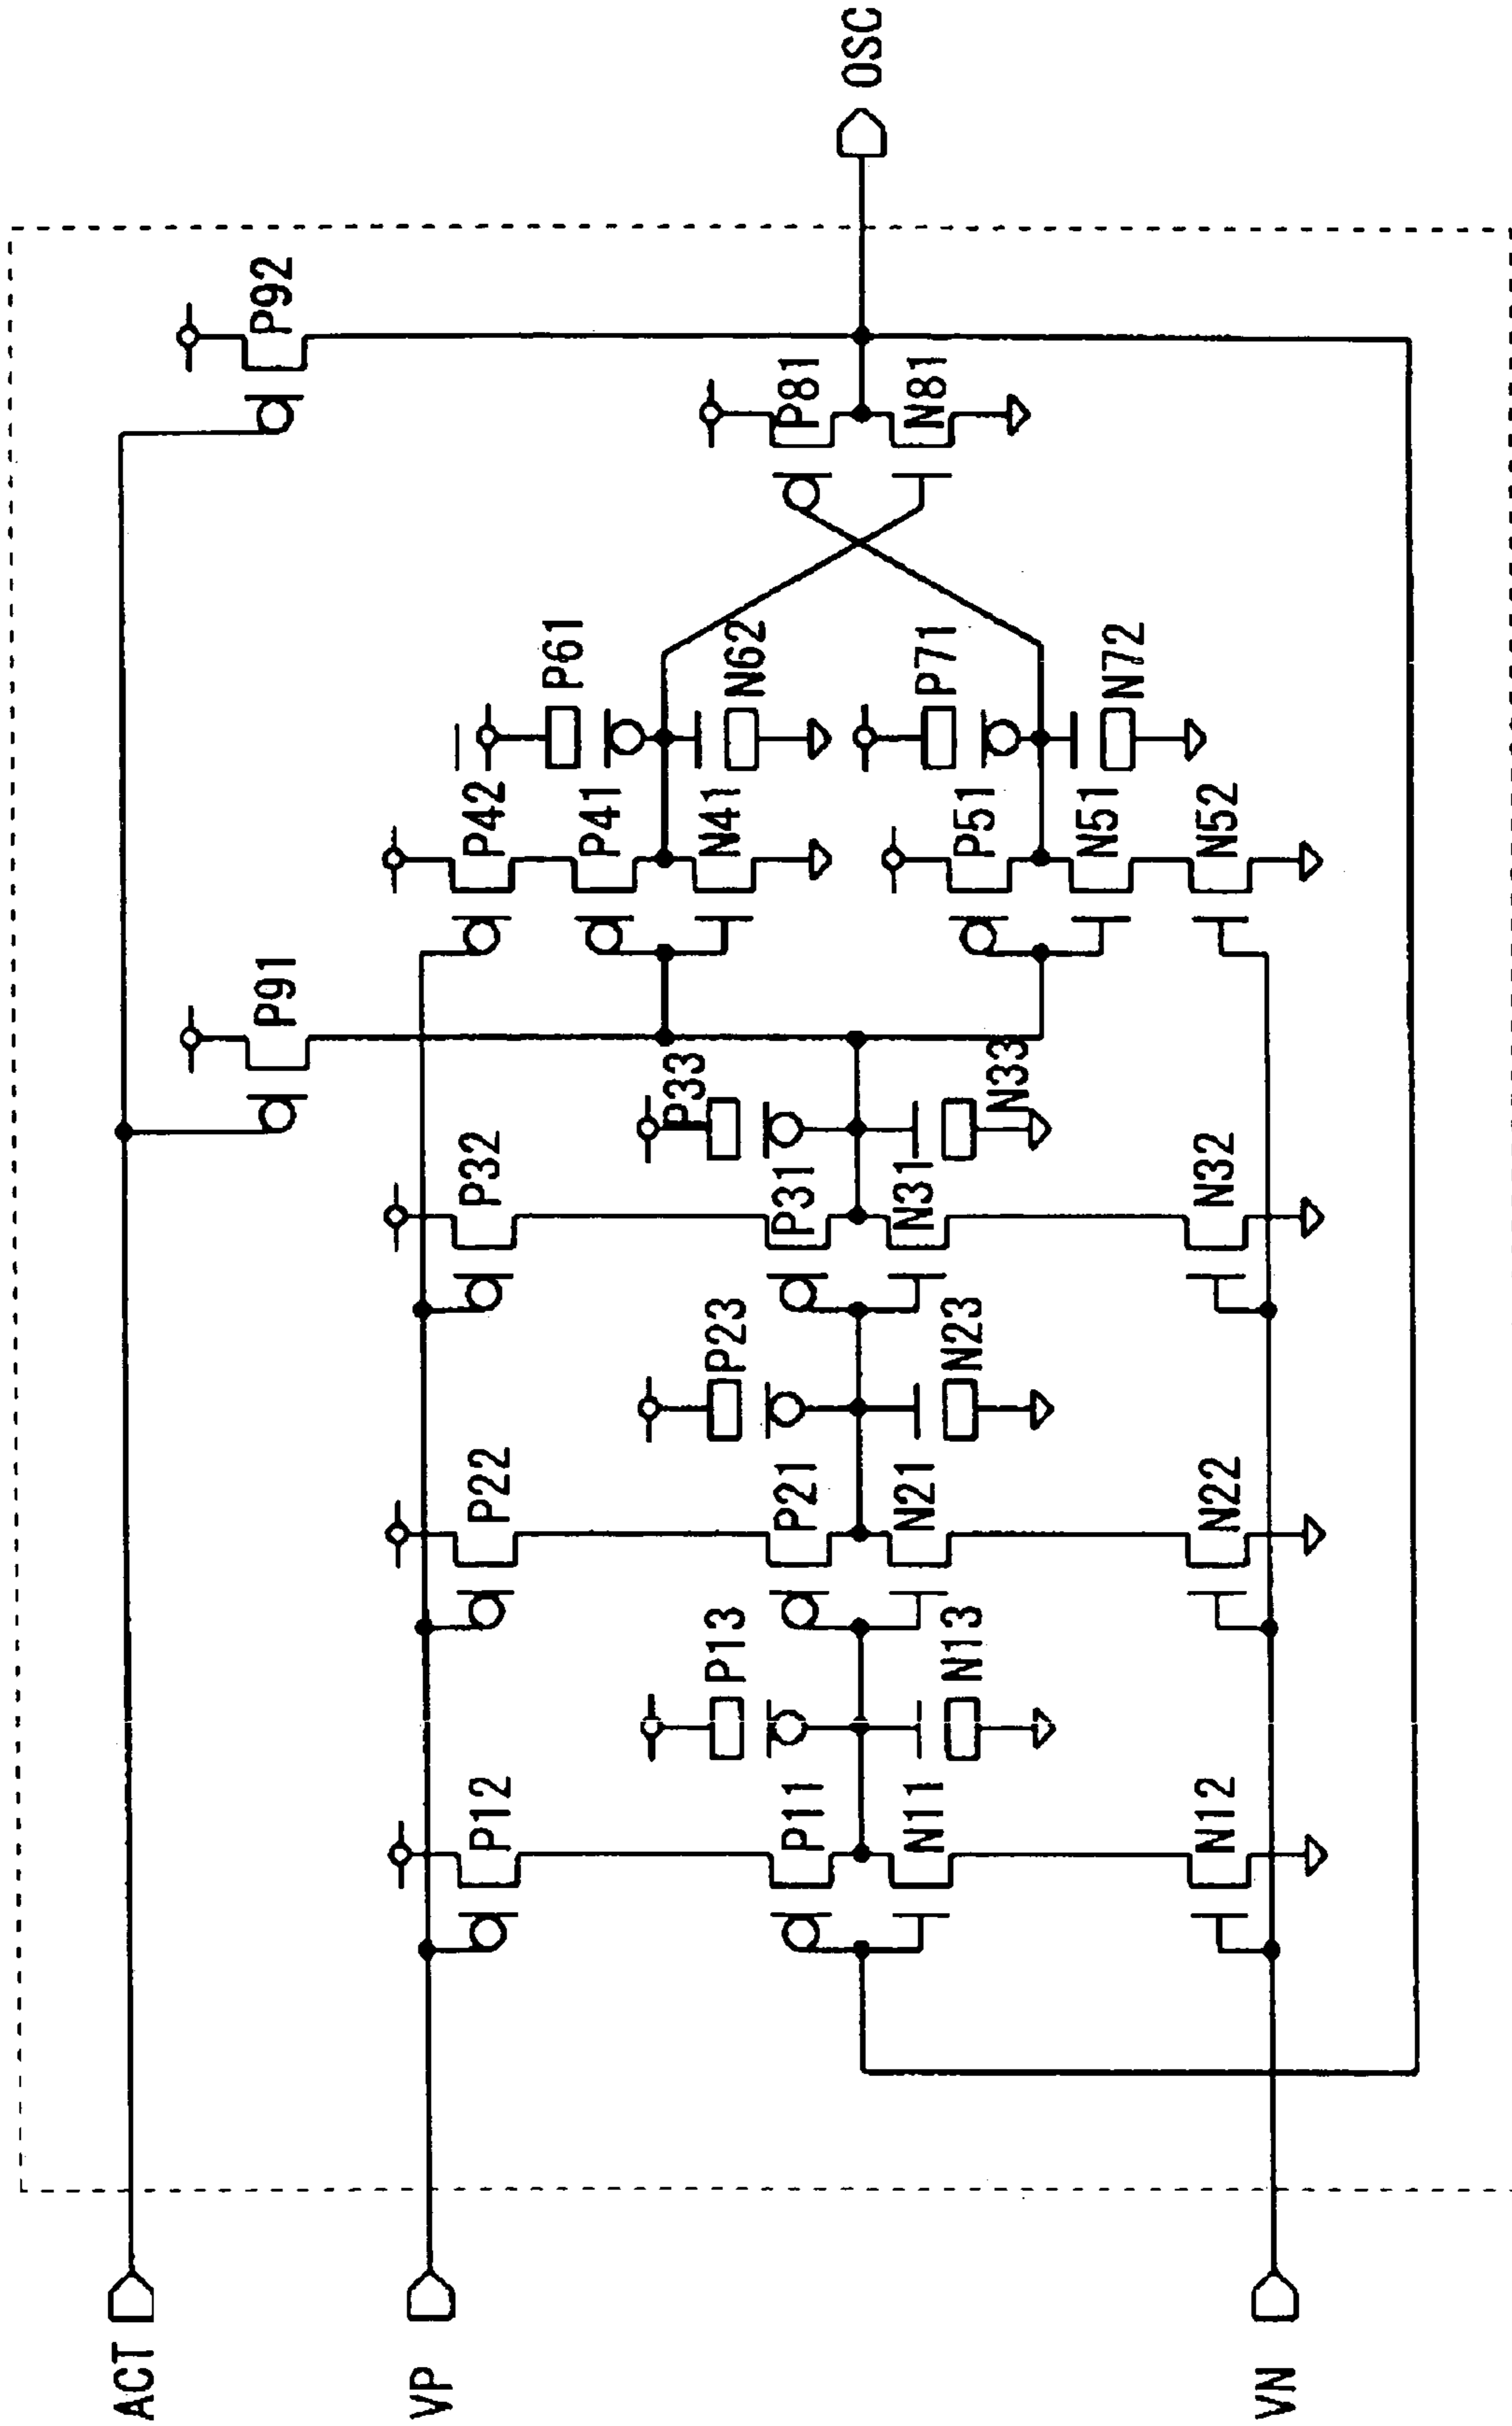 ACT
VP
VN
OSC
P12
P11
N11
N12
P13
N13
P22
P21
N21
N22
P23
N23
P32
P31
N31
N32
P33
N33
P91
P42
P41
N41
P51
N51
N52
P61
N62
P71
N72
P81
N81
P92